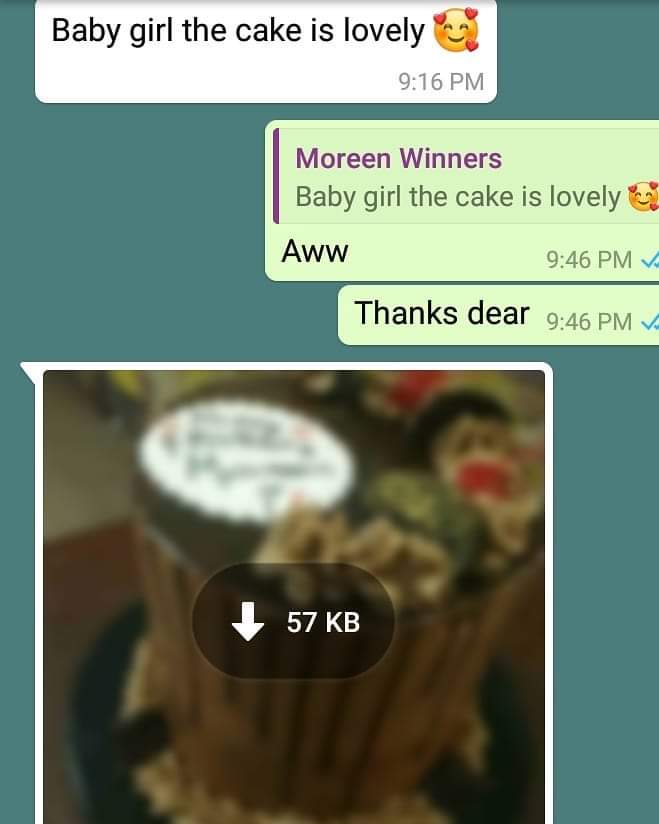 Baby girl the cake is lovely 🥰
9:16 PM
Moreen Winners
Baby girl the cake is lovely 🥰
Aww 9:46 PM
Thanks dear 9:46 PM
57 KB